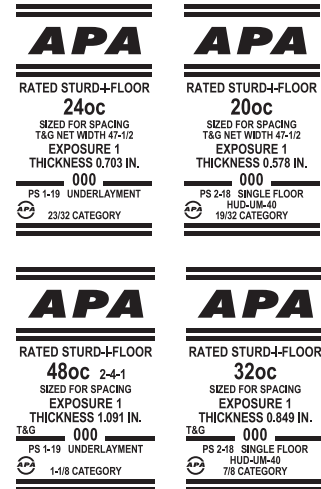 APA
RATED STURD-I-FLOOR
24oc
SIZED FOR SPACING
T&G NET WIDTH 47-1/2
EXPOSURE 1
THICKNESS 0.703 IN.
000
PS 1-19 UNDERLAYMENT
APA
23/32 CATEGORY
APA
RATED STURD-I-FLOOR
20oc
SIZED FOR SPACING
T&G NET WIDTH 47-1/2
EXPOSURE 1
THICKNESS 0.578 IN.
000
PS 2-18 SINGLE FLOOR
HUD-UM-40
APA
19/32 CATEGORY
APA
RATED STURD-I-FLOOR
48oc 2-4-1
SIZED FOR SPACING
EXPOSURE 1
THICKNESS 1.091 IN.
T&G 000
PS 1-19 UNDERLAYMENT
APA
1-1/8 CATEGORY
APA
RATED STURD-I-FLOOR
32oc
SIZED FOR SPACING
EXPOSURE 1
THICKNESS 0.849 IN.
T&G 000
PS 2-18 SINGLE FLOOR
HUD-UM-40
APA
7/8 CATEGORY